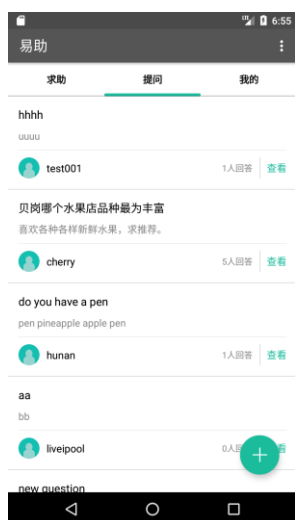 6:55
易助
求助 提问 我的
hhhh
uuuu
test001 1人回答 查看
贝岗哪个水果店品种最为丰富
喜欢各种各样新鲜水果，求推荐。
cherry 5人回答 查看
do you have a pen
pen pineapple apple pen
hunan 1人回答 查看
aa
bb
liveipool 0人 看
new question